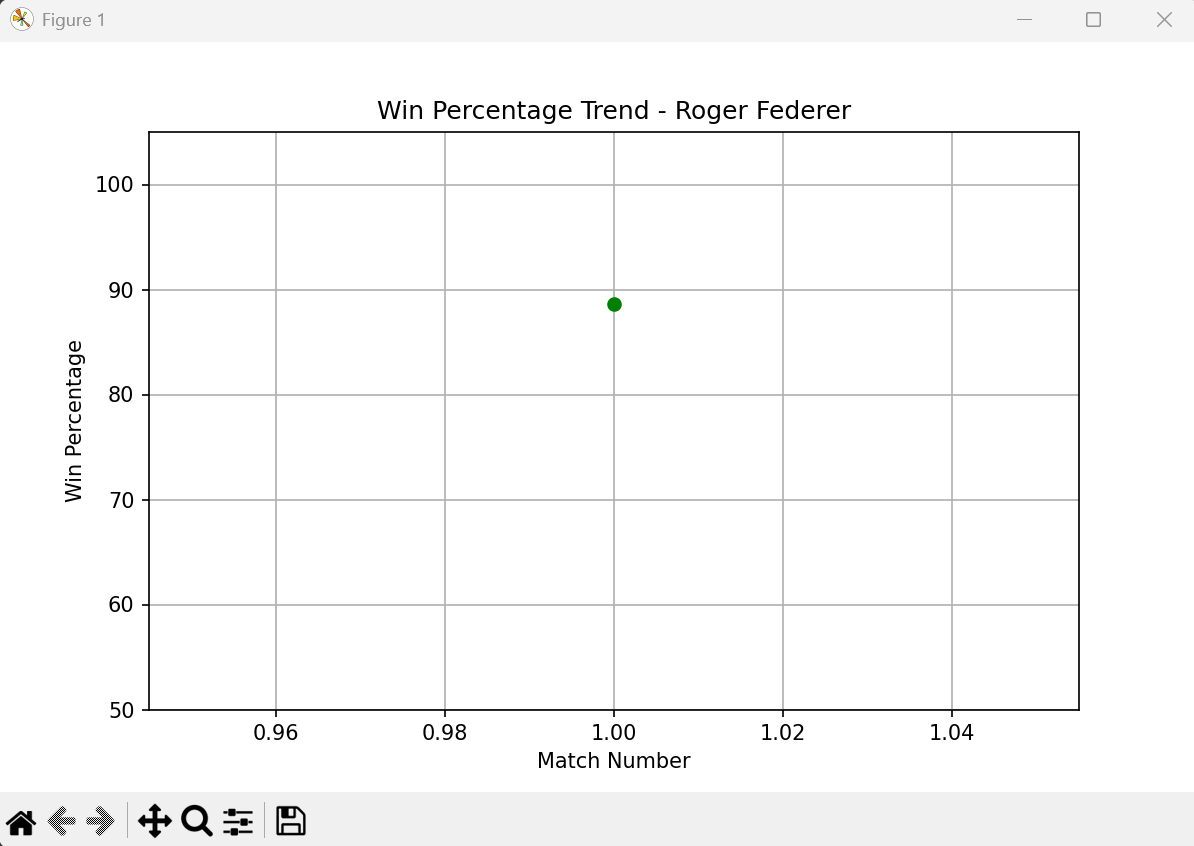 Figure 1
Win Percentage Trend - Roger Federer
100
90
80
70
60
50
Win Percentage
0.96 0.98 1.00 1.02 1.04
Match Number